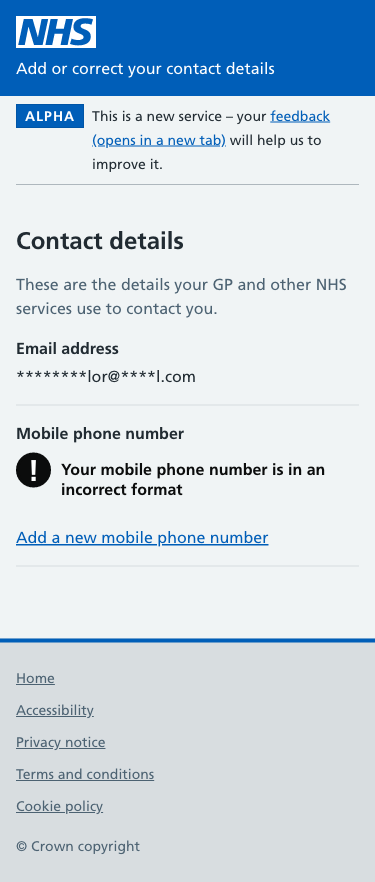 NHS
Add or correct your contact details
ALPHA This is a new service – your feedback
(opens in a new tab) will help us to
improve it.
Contact details
These are the details your GP and other NHS
services use to contact you.
Email address
********lor@****l.com
Mobile phone number
! Your mobile phone number is in an
incorrect format
Add a new mobile phone number
Home
Accessibility
Privacy notice
Terms and conditions
Cookie policy
© Crown copyright